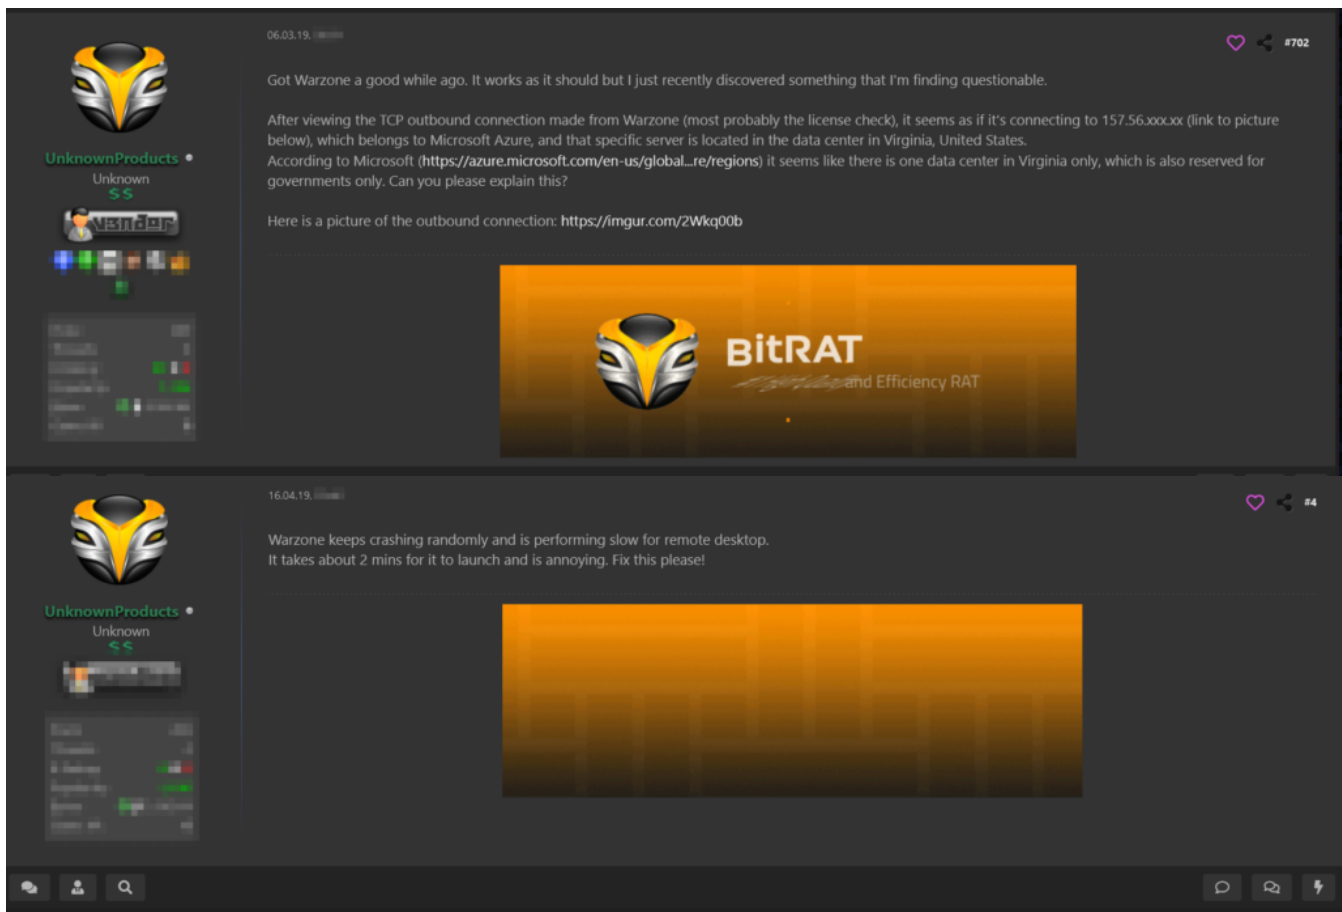 06.03.19.
#702
Got Warzone a good while ago. It works as it should but I just recently discovered something that I'm finding questionable.
After viewing the TCP outbound connection made from Warzone (most probably the license check), it seems as if it's connecting to 157.56.xxx.xx (link to picture
below), which belongs to Microsoft Azure, and that specific server is located in the data center in Virginia, United States.
According to Microsoft (https://azure.microsoft.com/en-us/global...re/regions) it seems like there is one data center in Virginia only, which is also reserved for
governments only. Can you please explain this?
Here is a picture of the outbound connection: https://imgur.com/2Wkq00b
UnknownProducts
Unknown
$$
V3nd0r
BitRAT
and Efficiency RAT
16.04.19.
#4
Warzone keeps crashing randomly and is performing slow for remote desktop.
It takes about 2 mins for it to launch and is annoying. Fix this please!
UnknownProducts
Unknown
$$